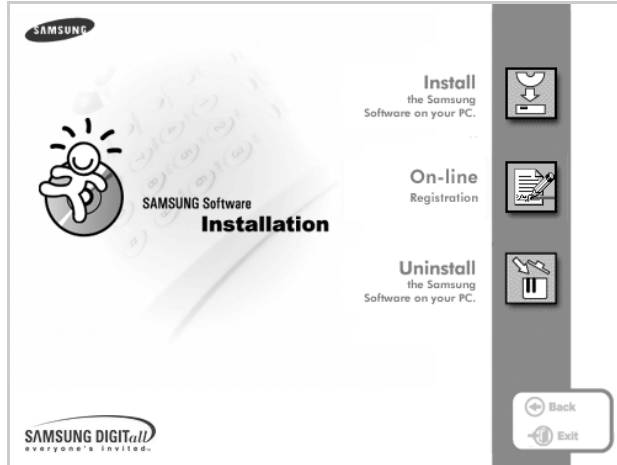 SAMSUNG
Install
the Samsung
Software on your PC.
On-line
Registration
SAMSUNG Software
Installation
Uninstall
the Samsung
Software on your PC.
Back
Exit
SAMSUNG DIGITall
everyone's invited™